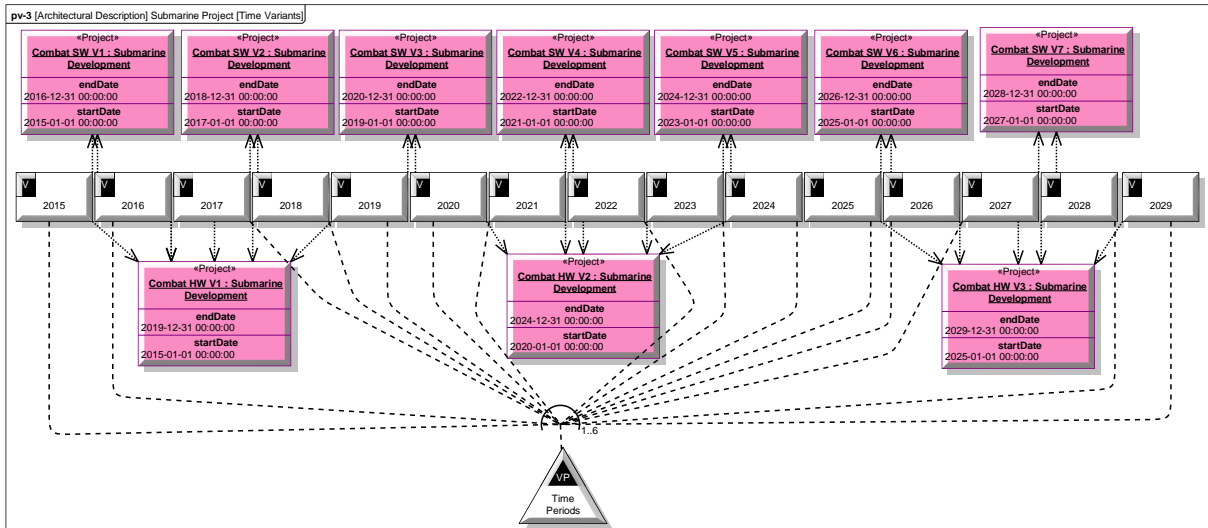 pv-3 [Architectural Description] Submarine Project [Time Variants]
«Project»
Combat SW V1 : Submarine
Development
endDate
2016-12-31 00:00:00
startDate
2015-01-01 00:00:00
«Project»
Combat SW V2 : Submarine
Development
endDate
2018-12-31 00:00:00
startDate
2017-01-01 00:00:00
«Project»
Combat SW V3 : Submarine
Development
endDate
2020-12-31 00:00:00
startDate
2019-01-01 00:00:00
«Project»
Combat SW V4 : Submarine
Development
endDate
2022-12-31 00:00:00
startDate
2021-01-01 00:00:00
«Project»
Combat SW V5 : Submarine
Development
endDate
2024-12-31 00:00:00
startDate
2023-01-01 00:00:00
«Project»
Combat SW V6 : Submarine
Development
endDate
2026-12-31 00:00:00
startDate
2025-01-01 00:00:00
«Project»
Combat SW V7 : Submarine
Development
endDate
2028-12-31 00:00:00
startDate
2027-01-01 00:00:00
V
2015
V
2016
V
2017
V
2018
V
2019
V
2020
V
2021
V
2022
V
2023
V
2024
V
2025
V
2026
V
2027
V
2028
V
2029
«Project»
Combat HW V1 : Submarine
Development
endDate
2019-12-31 00:00:00
startDate
2015-01-01 00:00:00
«Project»
Combat HW V2 : Submarine
Development
endDate
2024-12-31 00:00:00
startDate
2020-01-01 00:00:00
«Project»
Combat HW V3 : Submarine
Development
endDate
2029-12-31 00:00:00
startDate
2025-01-01 00:00:00
1..6
VP
Time
Periods